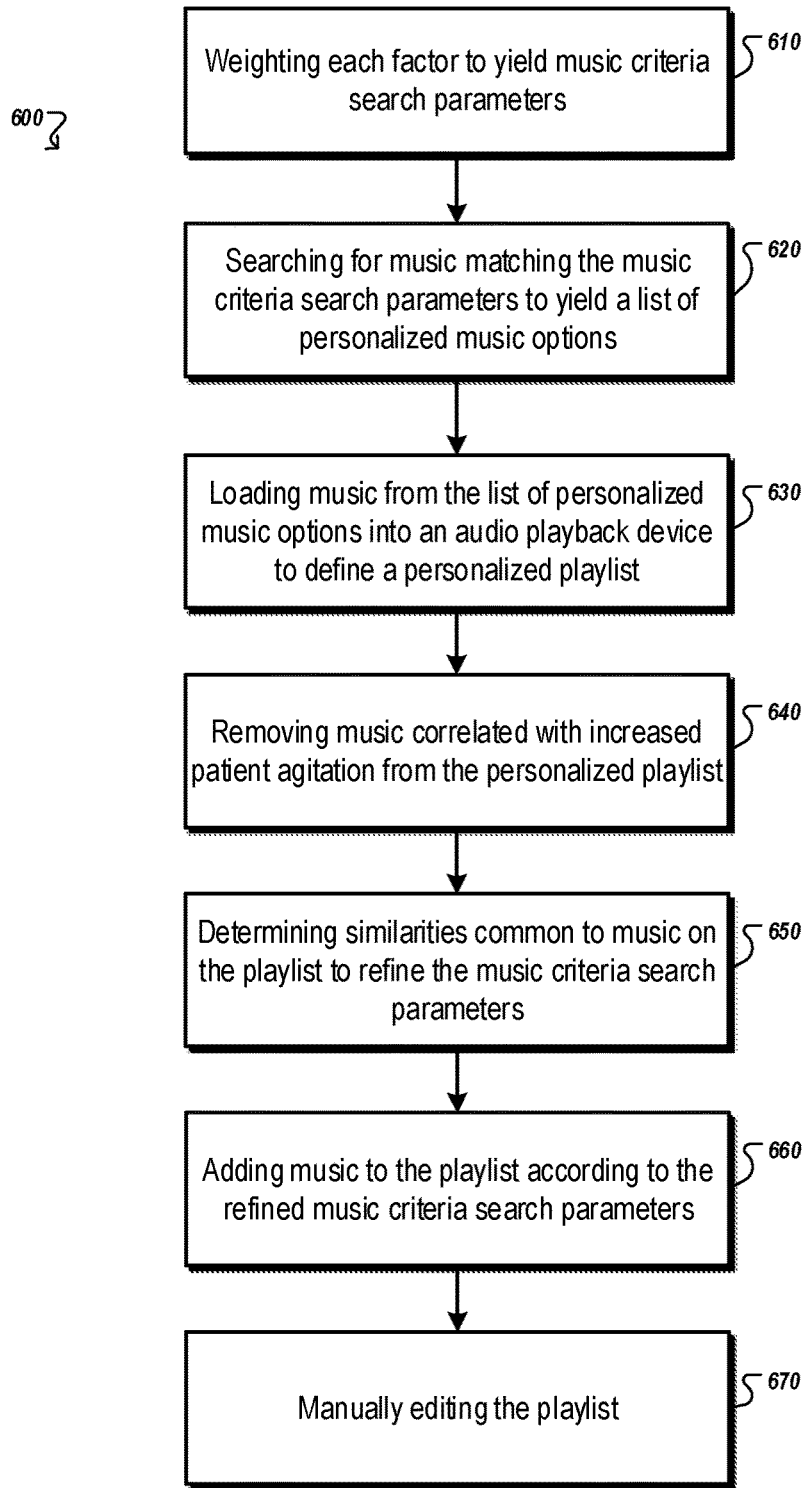 600
Weighting each factor to yield music criteria
search parameters
610
Searching for music matching the music
criteria search parameters to yield a list of
personalized music options
620
Loading music from the list of personalized
music options into an audio playback device
to define a personalized playlist
630
Removing music correlated with increased
patient agitation from the personalized playlist
640
Determining similarities common to music on
the playlist to refine the music criteria search
parameters
650
Adding music to the playlist according to the
refined music criteria search parameters
660
Manually editing the playlist
670